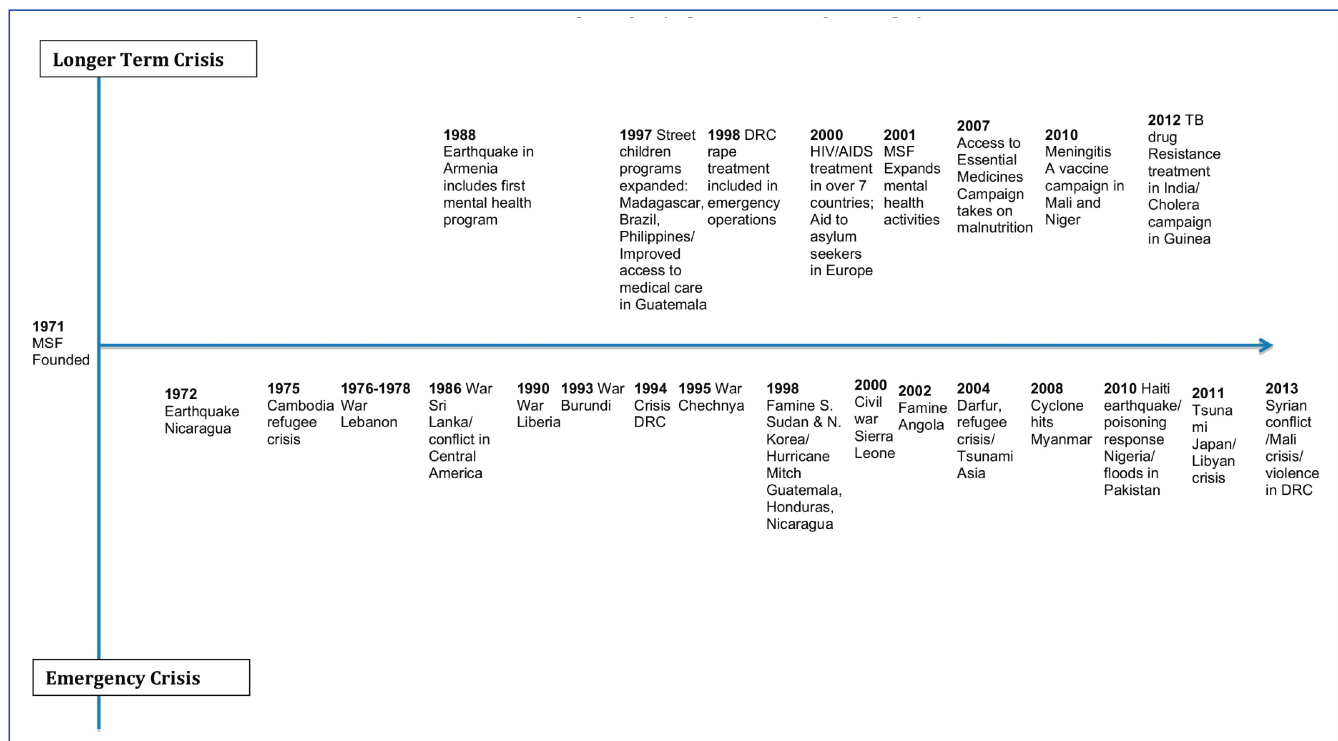 Longer Term Crisis
1988
Earthquake in
Armenia
includes first
mental health
program
1997 Street
children
programs
expanded:
Madagascar,
Brazil,
Philippines/
Improved
access to
medical care
in Guatemala
1998 DRC
rape
treatment
included in
emergency
operations
2000
HIV/AIDS
treatment
in over 7
countries;
Aid to
asylum
seekers
in Europe
2001
MSF
Expands
mental
health
activities
2007
Access to
Essential
Medicines
Campaign
takes on
malnutrition
2010
Meningitis
A vaccine
campaign in
Mali and
Niger
2012 TB
drug
Resistance
treatment
in India/
Cholera
campaign
in Guinea
1971
MSF
Founded
1972
Earthquake
Nicaragua
1975
Cambodia
refugee
crisis
1976-1978
War
Lebanon
1986 War
Sri
Lanka/
conflict in
Central
America
1990
War
Liberia
1993 War
Burundi
1994
Crisis
DRC
1995 War
Chechnya
1998
Famine S.
Sudan & N.
Korea/
Hurricane
Mitch
Guatemala,
Honduras,
Nicaragua
2000
Civil
war
Sierra
Leone
2002
Famine
Angola
2004
Darfur,
refugee
crisis/
Tsunami
Asia
2008
Cyclone
hits
Myanmar
2010 Haiti
earthquake/
poisoning
response
Nigeria/
floods in
Pakistan
2011
Tsuna
mi
Japan/
Libyan
crisis
2013
Syrian
conflict
/Mali
crisis/
violence
in DRC
Emergency Crisis